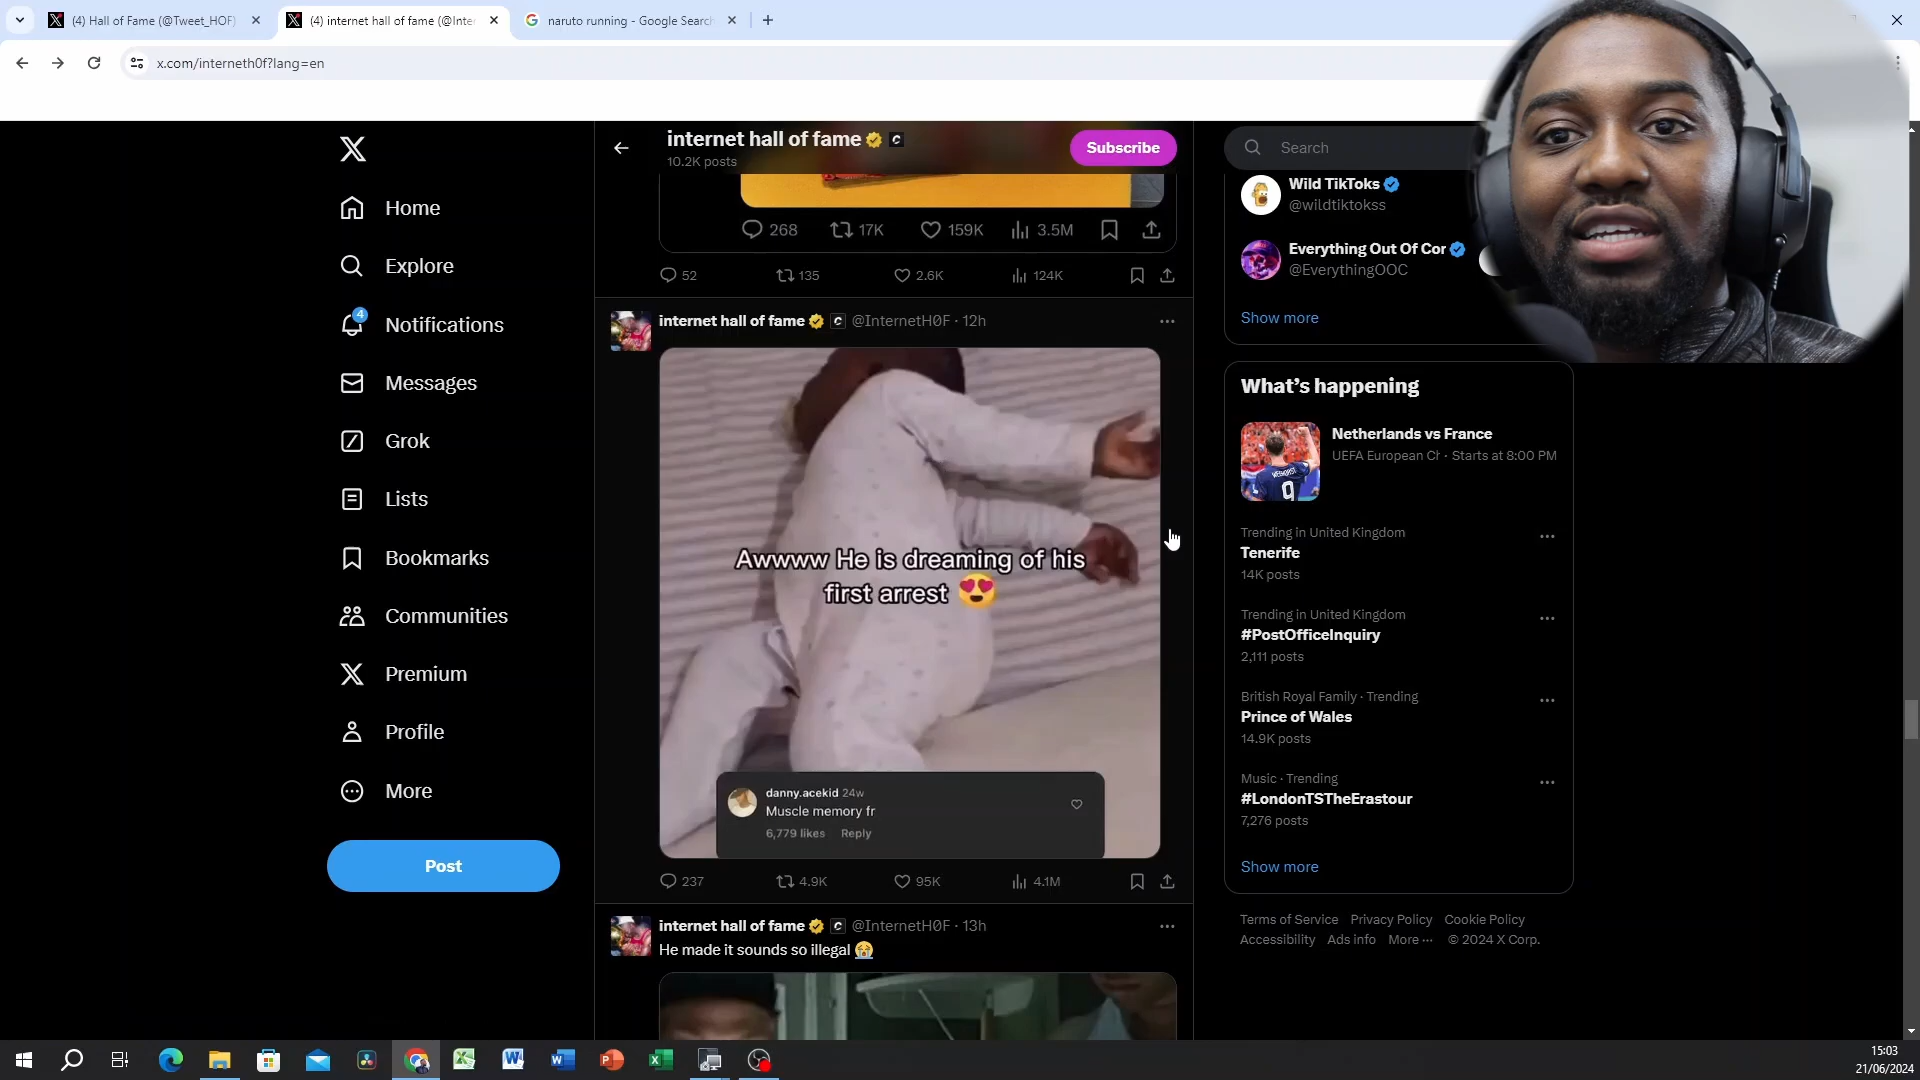 (4) Hall of Fame (@Tweet_HOF)
(4) internet hall of fame (@Inte
naruto running - Google Search
x.com/interneth0f?lang=en
internet hall of fame
10.2K posts
Subscribe
Search
Home
Explore
4
Notifications
Messages
Grok
Lists
Bookmarks
Communities
Premium
Profile
More
Post
268 17K 159K 3.5M
52 135 2.6K 124K
internet hall of fame @InternetH0F · 12h
Awwww He is dreaming of his
first arrest 😍
danny.acekid 24w
Muscle memory fr
6,779 likes Reply
237 4.9K 95K 4.1M
internet hall of fame @InternetH0F · 13h
He made it sounds so illegal 😭
Wild TikToks
@wildtiktokss
Everything Out Of Cor
@EverythingOOC
Show more
What's happening
Netherlands vs France
UEFA European Ch · Starts at 8:00 PM
9
Trending in United Kingdom
Tenerife
14K posts
Trending in United Kingdom
#PostOfficeInquiry
2,111 posts
British Royal Family · Trending
Prince of Wales
14.9K posts
Music · Trending
#LondonTSTheErastour
7,276 posts
Show more
Terms of Service Privacy Policy Cookie Policy
Accessibility Ads info More ··· © 2024 X Corp.
15:03
21/06/2024